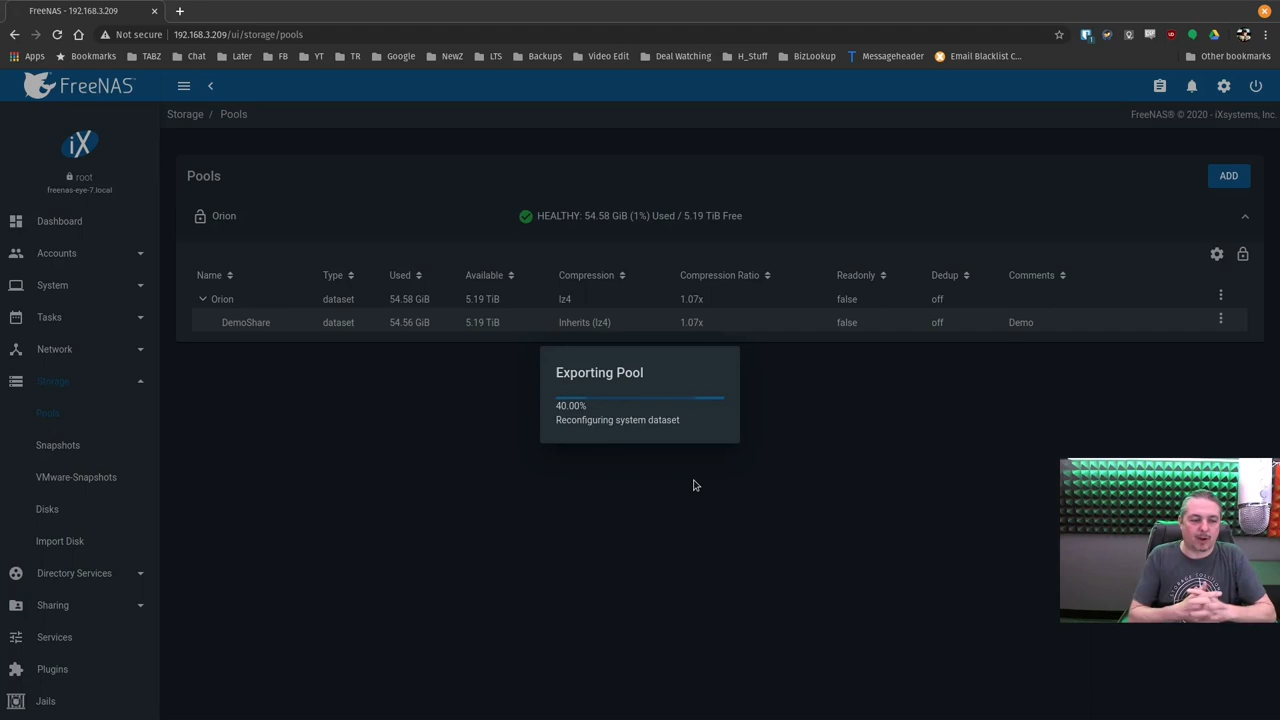 FreeNAS - 192.168.3.209
Not secure 192.168.3.209/ui/storage/pools
Apps Bookmarks TABZ Chat Later FB YT TR Google NewZ LTS Backups Video Edit Deal Watching H_Stuff BizLookup Messageheader Email Blacklist C... Other bookmarks
FreeNAS
Storage / Pools
FreeNAS® © 2020 - iXsystems, Inc.
iX
root
freenas-eye-7.local
Dashboard
Accounts
System
Tasks
Network
Storage
Pools
Snapshots
VMware-Snapshots
Disks
Import Disk
Directory Services
Sharing
Services
Plugins
Jails
Pools
ADD
Orion HEALTHY: 54.58 GiB (1%) Used / 5.19 TiB Free
Name Type Used Available Compression Compression Ratio Readonly Dedup Comments
Orion dataset 54.58 GiB 5.19 TiB lz4 1.07x false off
DemoShare dataset 54.56 GiB 5.19 TiB Inherits (lz4) 1.07x false off Demo
Exporting Pool
40.00%
Reconfiguring system dataset